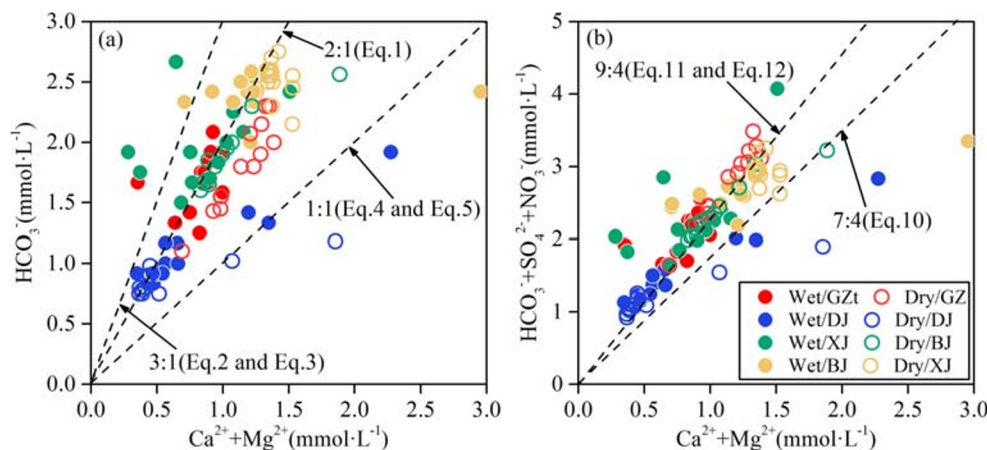 (a)
2:1(Eq.1)
1:1(Eq.4 and Eq.5)
3:1(Eq.2 and Eq.3)
HCO₃⁻(mmol·L⁻¹)
3.0
2.5
2.0
1.5
1.0
0.5
0.0
0.0 0.5 1.0 1.5 2.0 2.5 3.0
Ca²⁺+Mg²⁺(mmol·L⁻¹)
(b)
9:4(Eq.11 and Eq.12)
7:4(Eq.10)
HCO₃⁻+SO₄²⁻+NO₃⁻(mmol·L⁻¹)
5
4
3
2
1
0
Wet/GZt Dry/GZ
Wet/DJ Dry/DJ
Wet/XJ Dry/BJ
Wet/BJ Dry/XJ
0.0 0.5 1.0 1.5 2.0 2.5 3.0
Ca²⁺+Mg²⁺(mmol·L⁻¹)